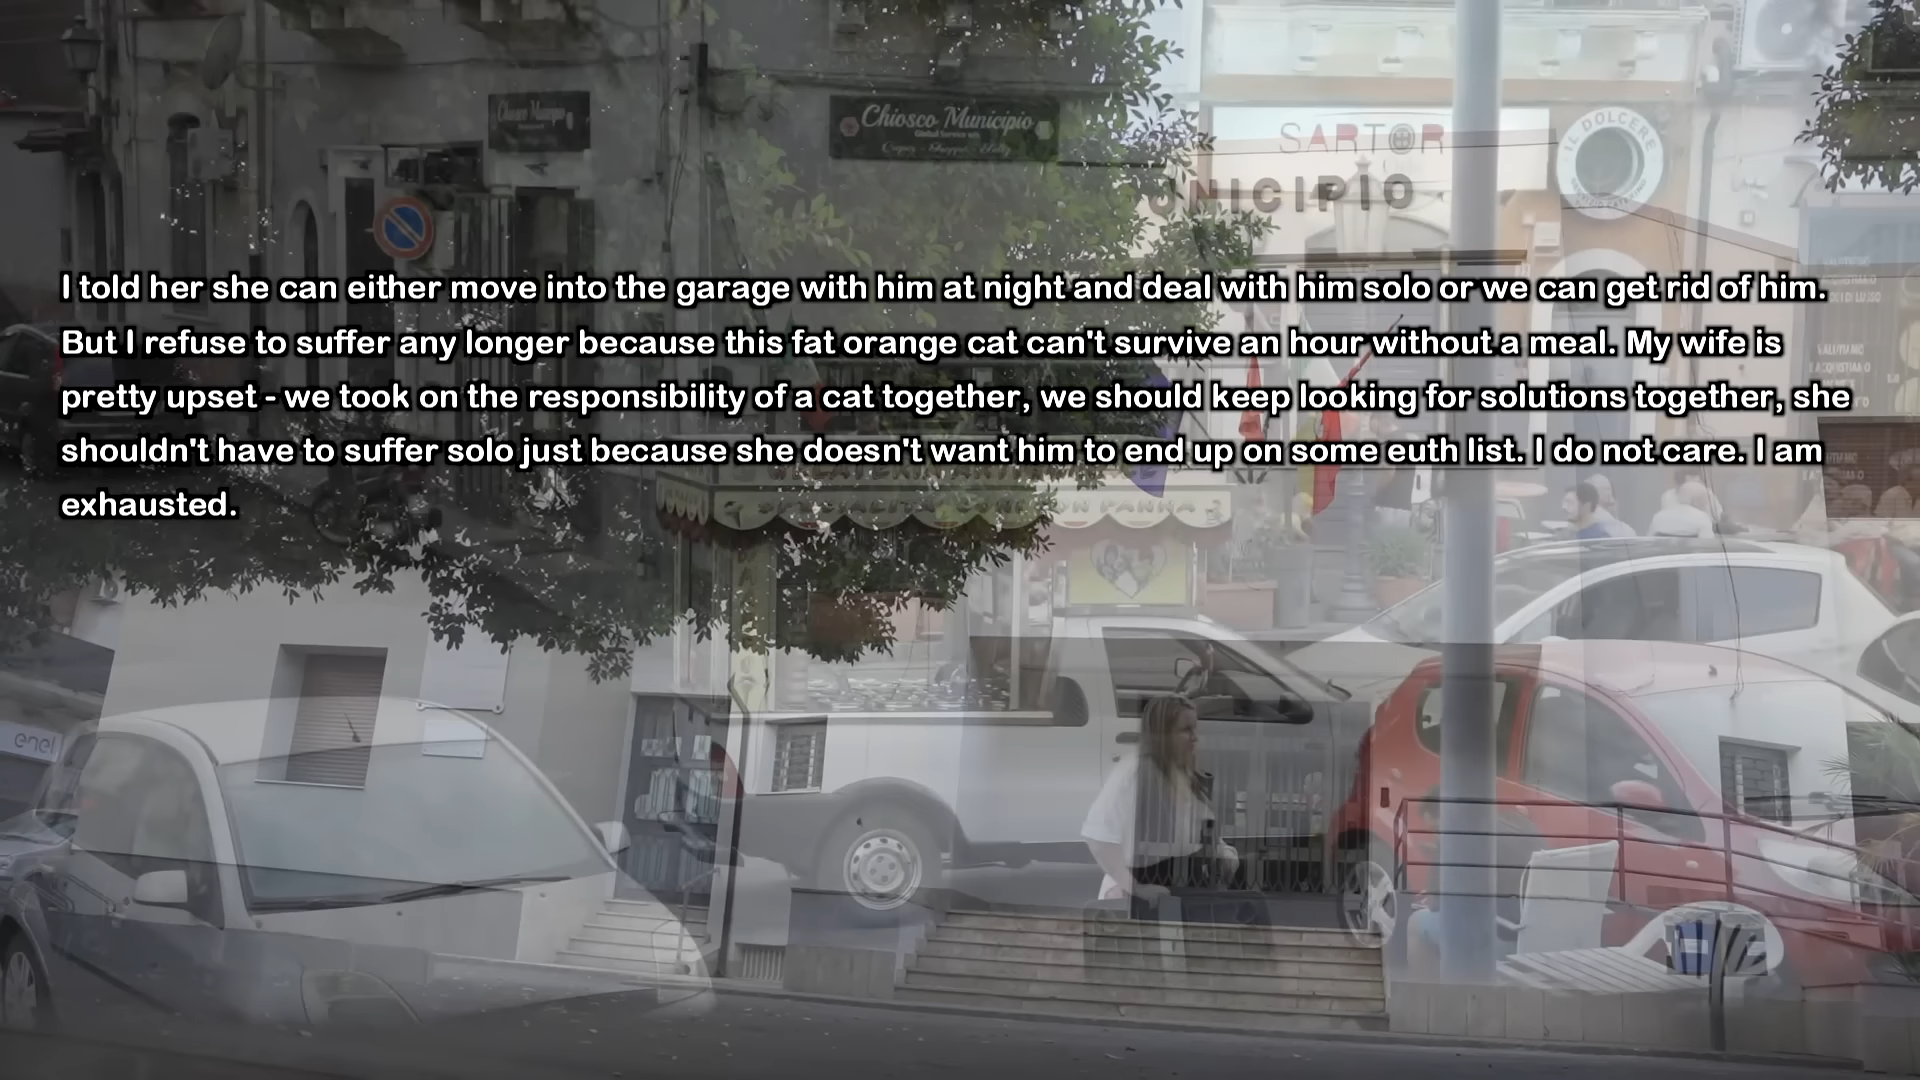 Chiosco Municipio
Chiosco Municipio
SARTOR
IL DOLCERE
UNICIPIO
I told her she can either move into the garage with him at night and deal with him solo or we can get rid of him.
But I refuse to suffer any longer because this fat orange cat can't survive an hour without a meal. My wife is
pretty upset - we took on the responsibility of a cat together, we should keep looking for solutions together, she
shouldn't have to suffer solo just because she doesn't want him to end up on some euth list. I do not care. I am
exhausted.
enel